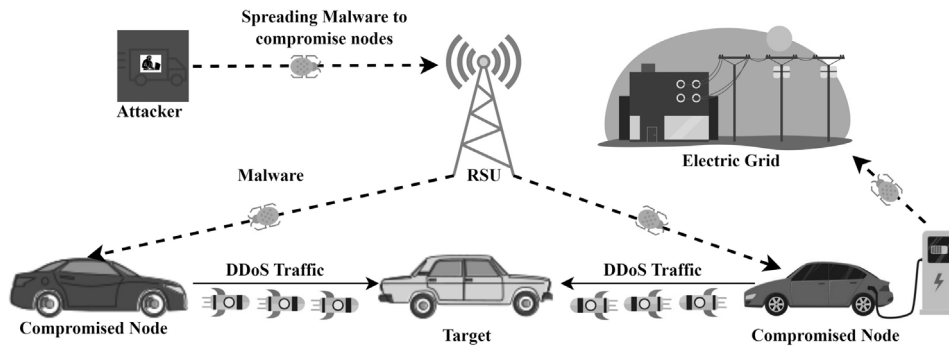 Spreading Malware to
compromise nodes
Attacker
RSU
Electric Grid
Malware
DDoS Traffic
DDoS Traffic
Compromised Node
Target
Compromised Node